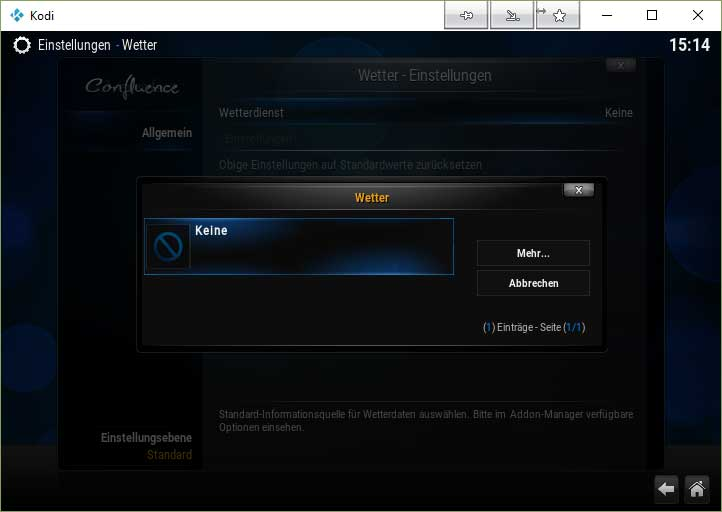 Kodi
Einstellungen - Wetter
15:14
Confluence
Wetter - Einstellungen
x
Wetterdienst
Keine
Allgemein
Einstellungen
Obige Einstellungen auf Standardwerte zurücksetzen
Wetter
x
Keine
Mehr...
Abbrechen
(1) Einträge - Seite (1/1)
Standard-Informationsquelle für Wetterdaten auswählen. Bitte im Addon-Manager verfügbare
Optionen einsehen.
Einstellungsebene
Standard